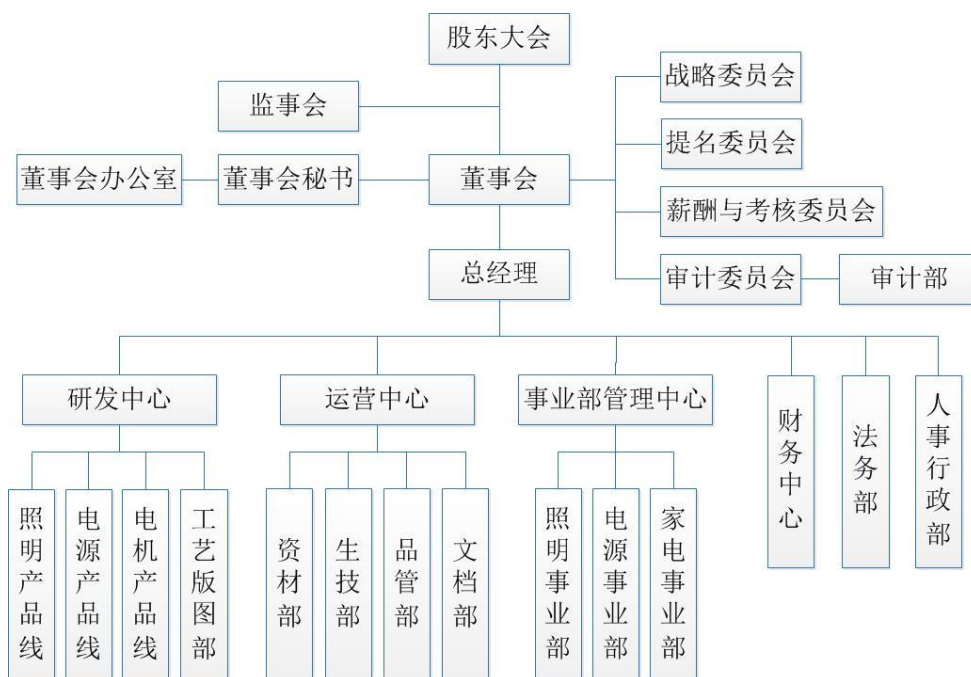 股东大会
监事会
战略委员会
提名委员会
董事会办公室
董事会秘书
董事会
薪酬与考核委员会
总经理
审计委员会
审计部
研发中心
运营中心
事业部管理中心
财务中心
法务部
人事行政部
照明产品线
电源产品线
电机产品线
工艺版图部
资材部
生技部
品管部
文档部
照明事业部
电源事业部
家电事业部